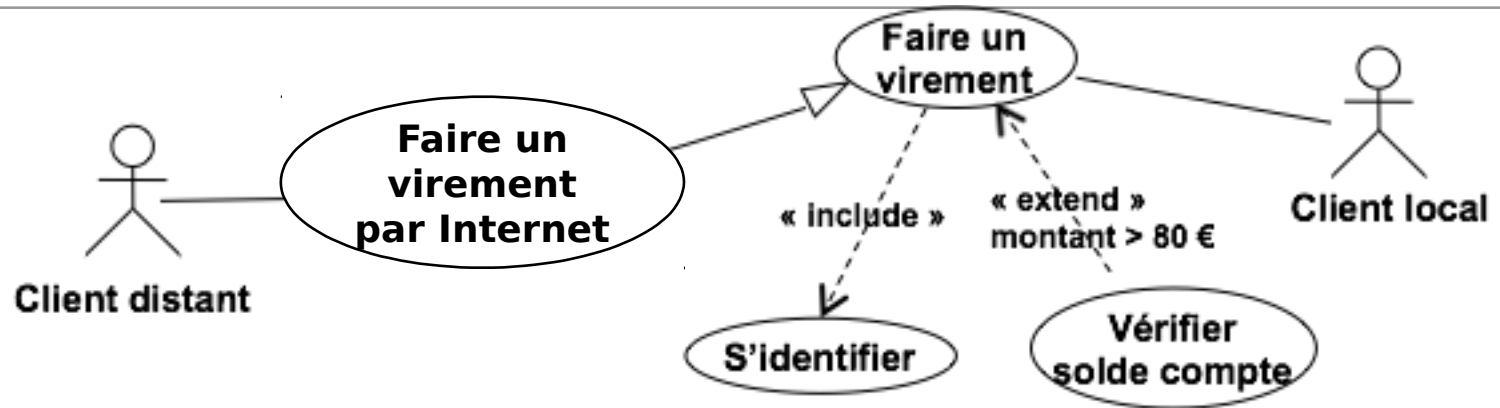 Faire un
virement
Faire un
virement
par Internet
« include »
« extend »
montant > 80 €
Client local
Client distant
S'identifier
Vérifier
solde compte